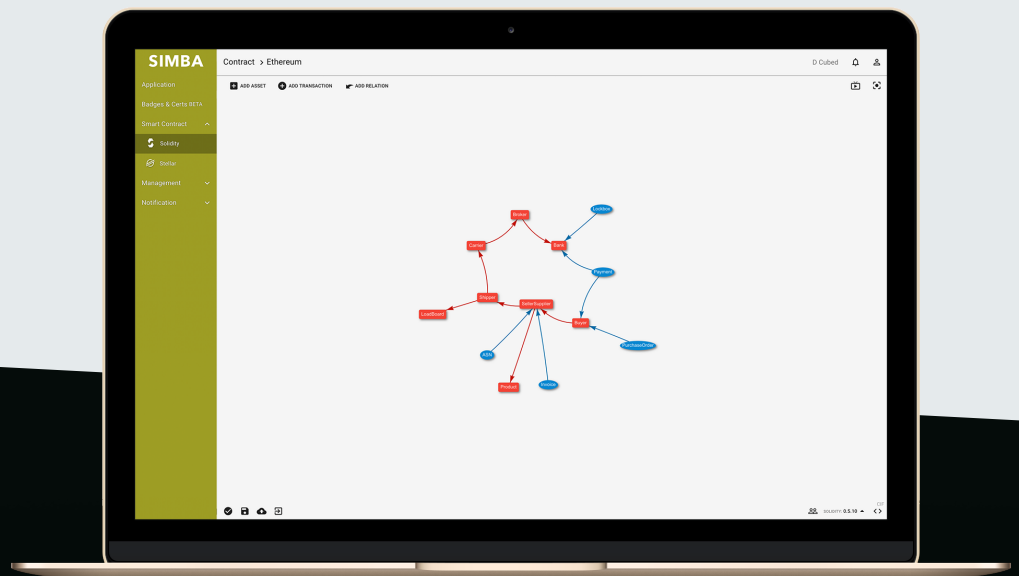 SIMBA
Contract > Ethereum
D Cubed
Application
Badges & Certs BETA
Smart Contract
Solidity
Stellar
Management
Notification
ADD ASSET
ADD TRANSACTION
ADD RELATION
Broker
Lockbox
Carrier
Bank
Payment
Shipper
SellerSupplier
LoadBoard
Buyer
PurchaseOrder
ASN
Product
Invoice
SOLIDITY: 0.5.10